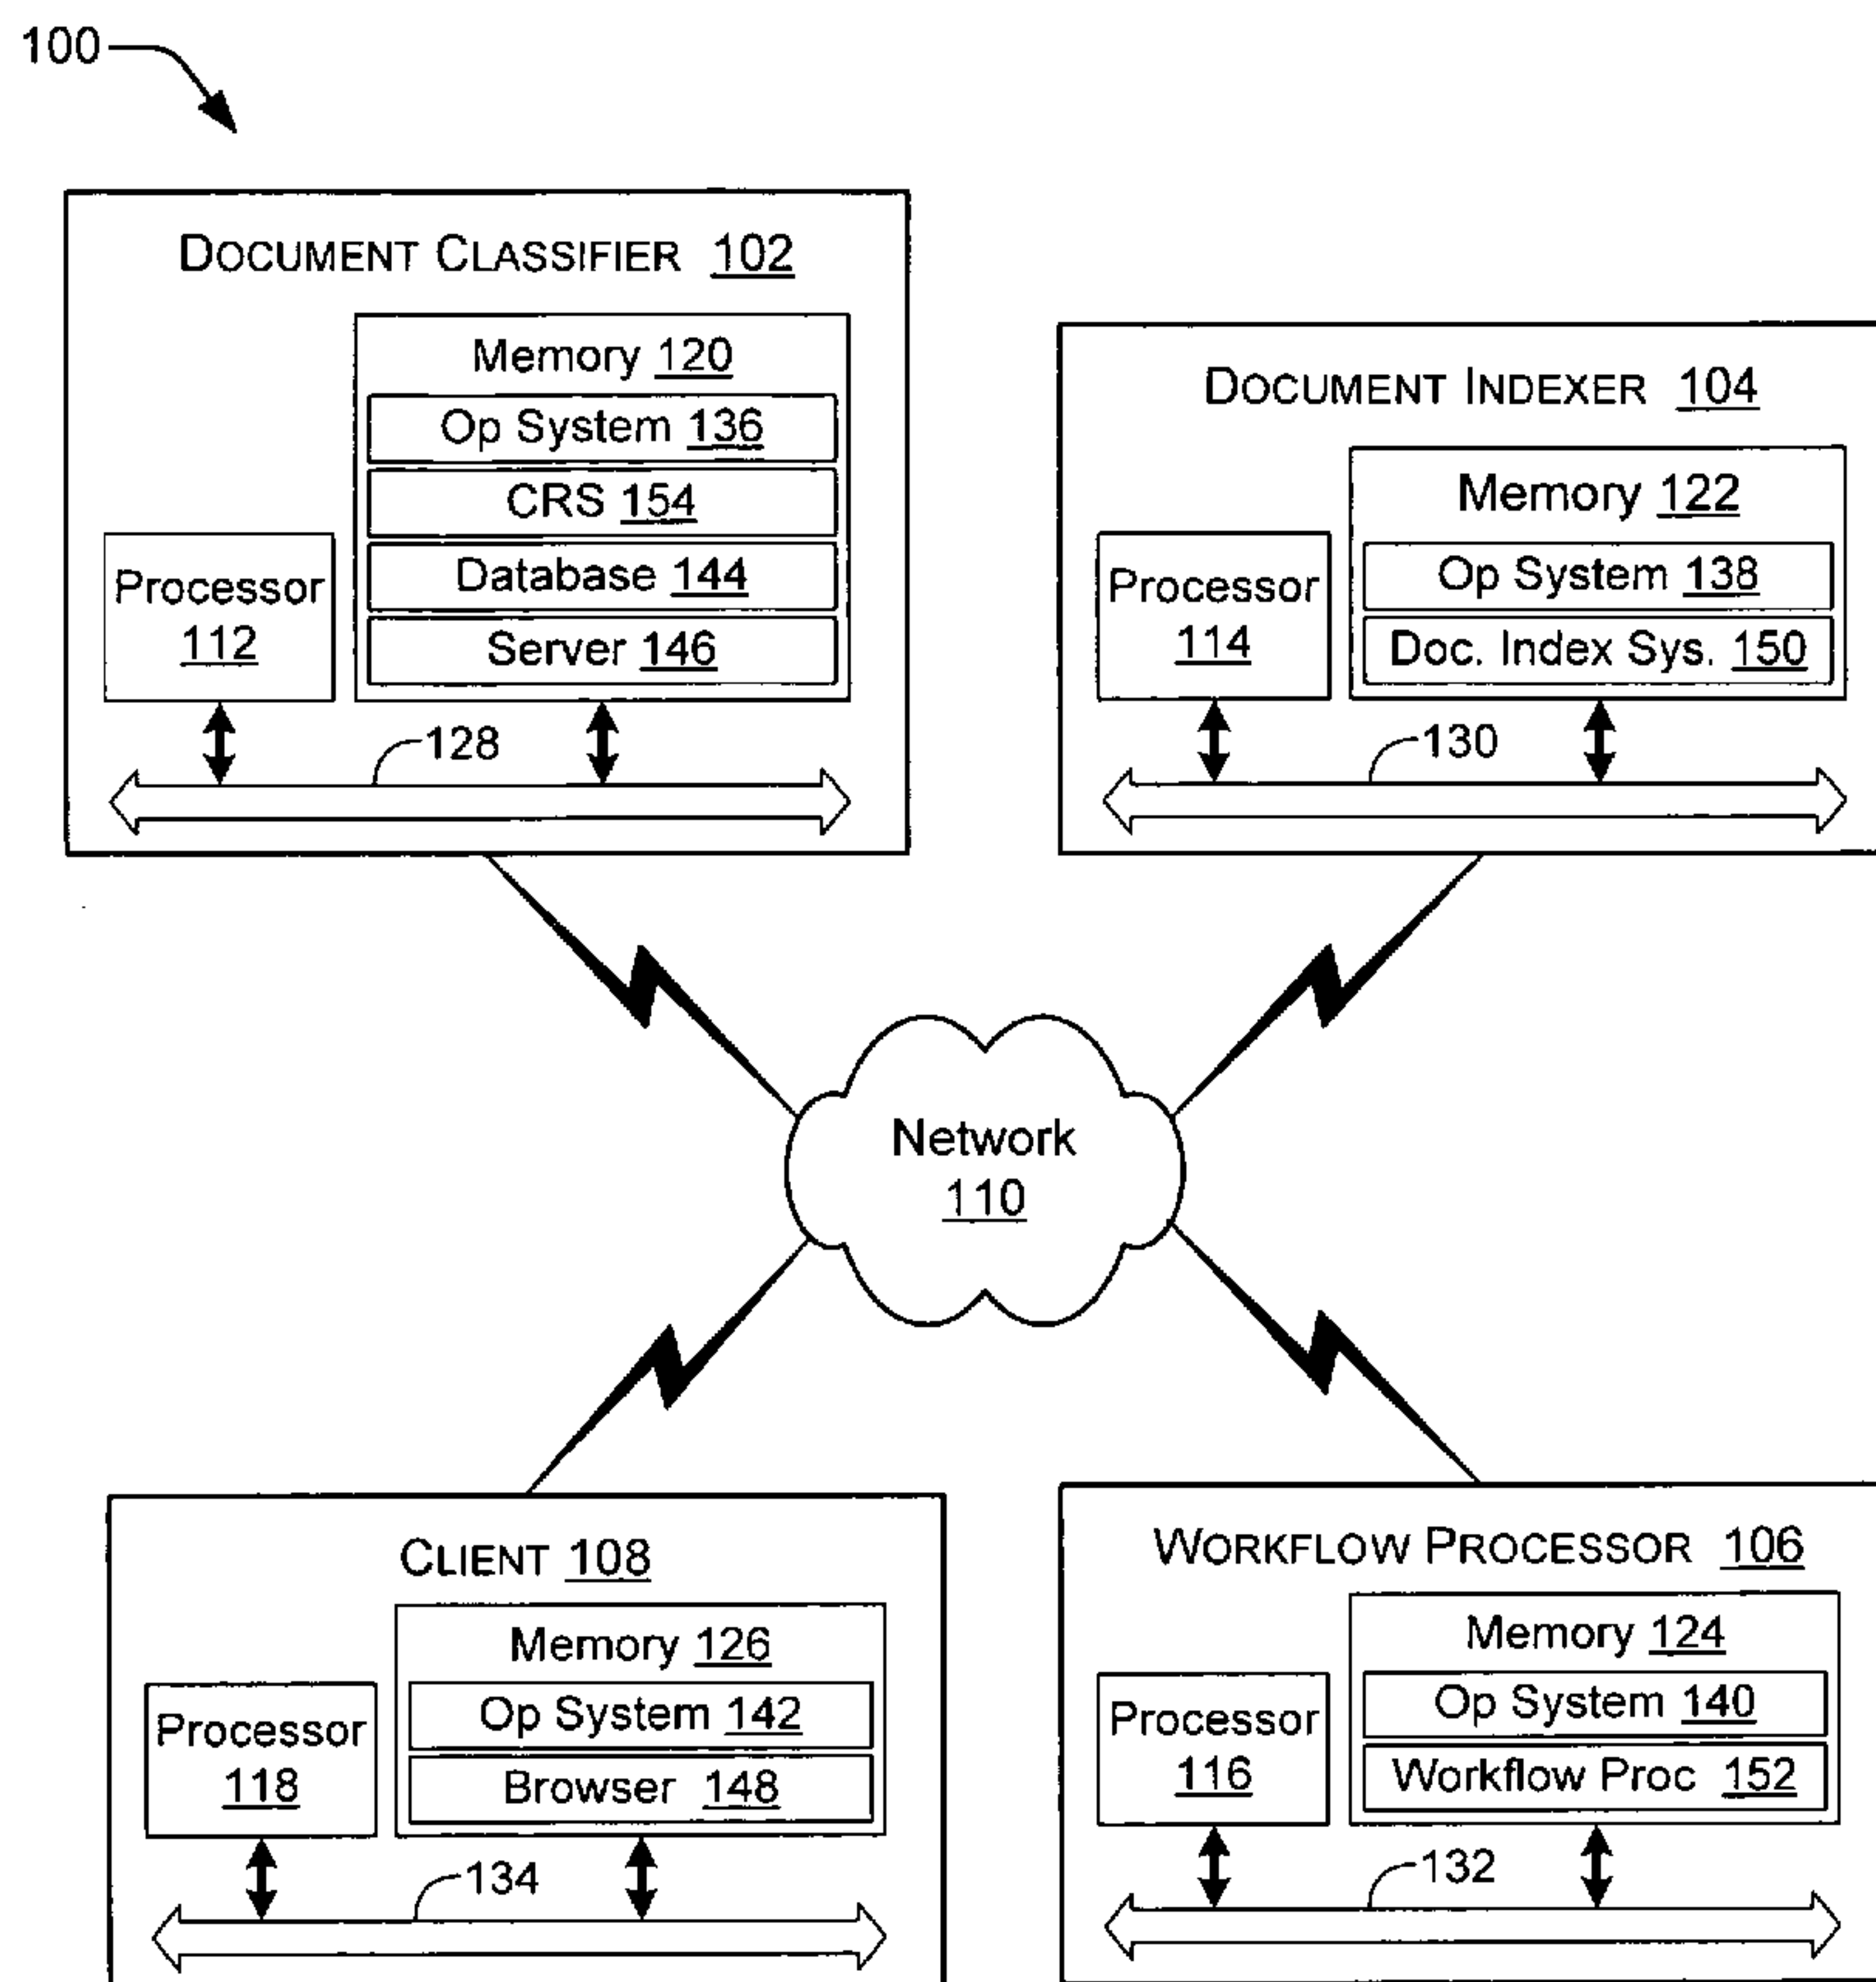 100
DOCUMENT CLASSIFIER 102
Memory 120
Op System 136
CRS 154
Database 144
Server 146
Processor
112
128
DOCUMENT INDEXER 104
Memory 122
Op System 138
Doc. Index Sys. 150
Processor
114
130
Network
110
CLIENT 108
Memory 126
Op System 142
Browser 148
Processor
118
134
WORKFLOW PROCESSOR 106
Memory 124
Op System 140
Workflow Proc 152
Processor
116
132